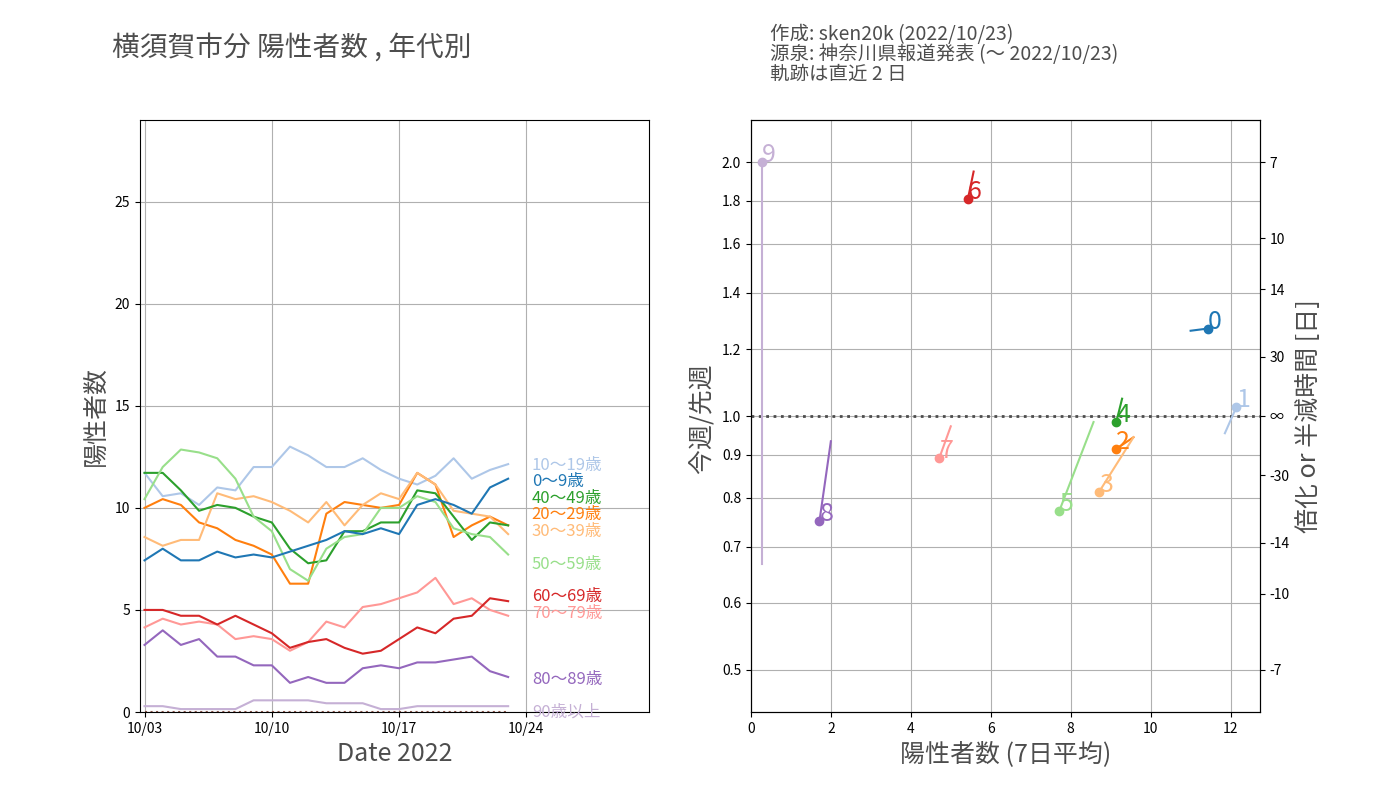 横須賀市分 陽性者数 , 年代別
作成: sken20k (2022/10/23)
源泉: 神奈川県報道発表 (〜 2022/10/23)
軌跡は直近 2 日
陽性者数
25
20
15
10
5
0
10/03
10/10
10/17
10/24
Date 2022
10〜19歳
0〜9歳
40〜49歳
20〜29歳
30〜39歳
50〜59歳
60〜69歳
70〜79歳
80〜89歳
90歳以上
今週/先週
2.0
1.8
1.6
1.4
1.2
1.0
0.9
0.8
0.7
0.6
0.5
9
6
0
1
4
2
7
3
5
8
0
2
4
6
8
10
12
陽性者数 (7日平均)
7
10
14
30
∞
-30
-14
-10
-7
倍化 or 半減時間 [日]